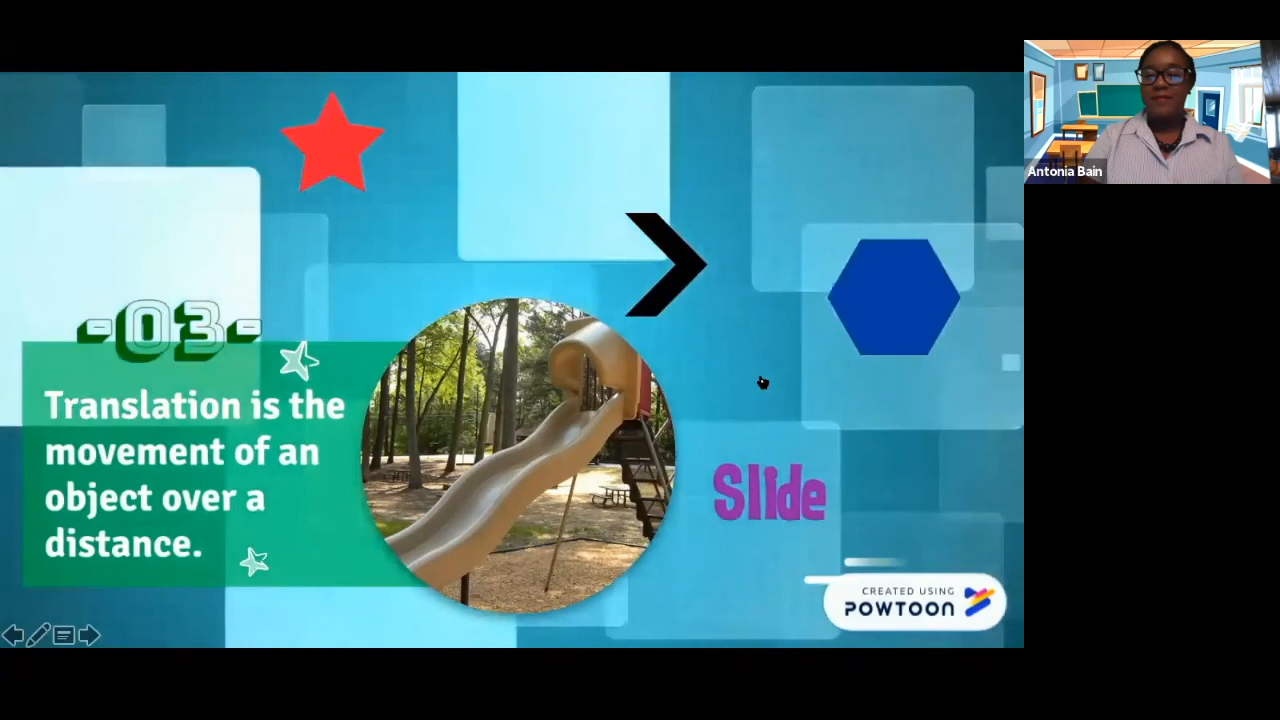 -03-
Translation is the
movement of an
object over a
distance.
Slide
CREATED USING
POWTOON
Antonia Bain